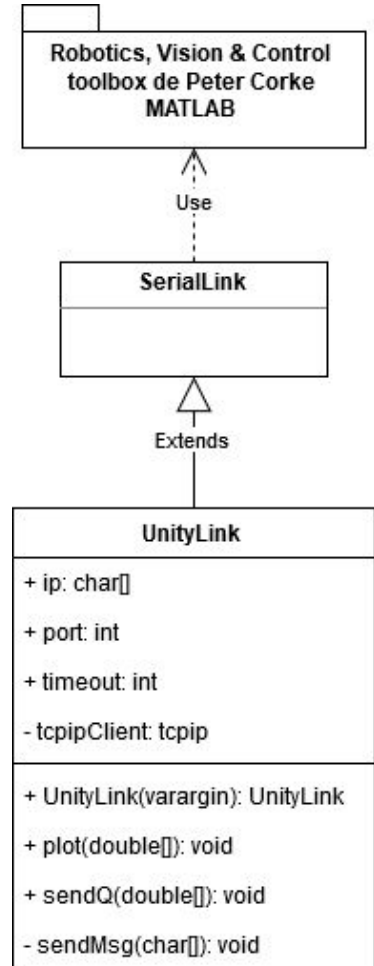 Robotics, Vision & Control
toolbox de Peter Corke
MATLAB
Use
SerialLink
Extends
UnityLink
+ ip: char[]
+ port: int
+ timeout: int
- tcpipClient: tcpip
+ UnityLink(varargin): UnityLink
+ plot(double[]): void
+ sendQ(double[]): void
- sendMsg(char[]): void